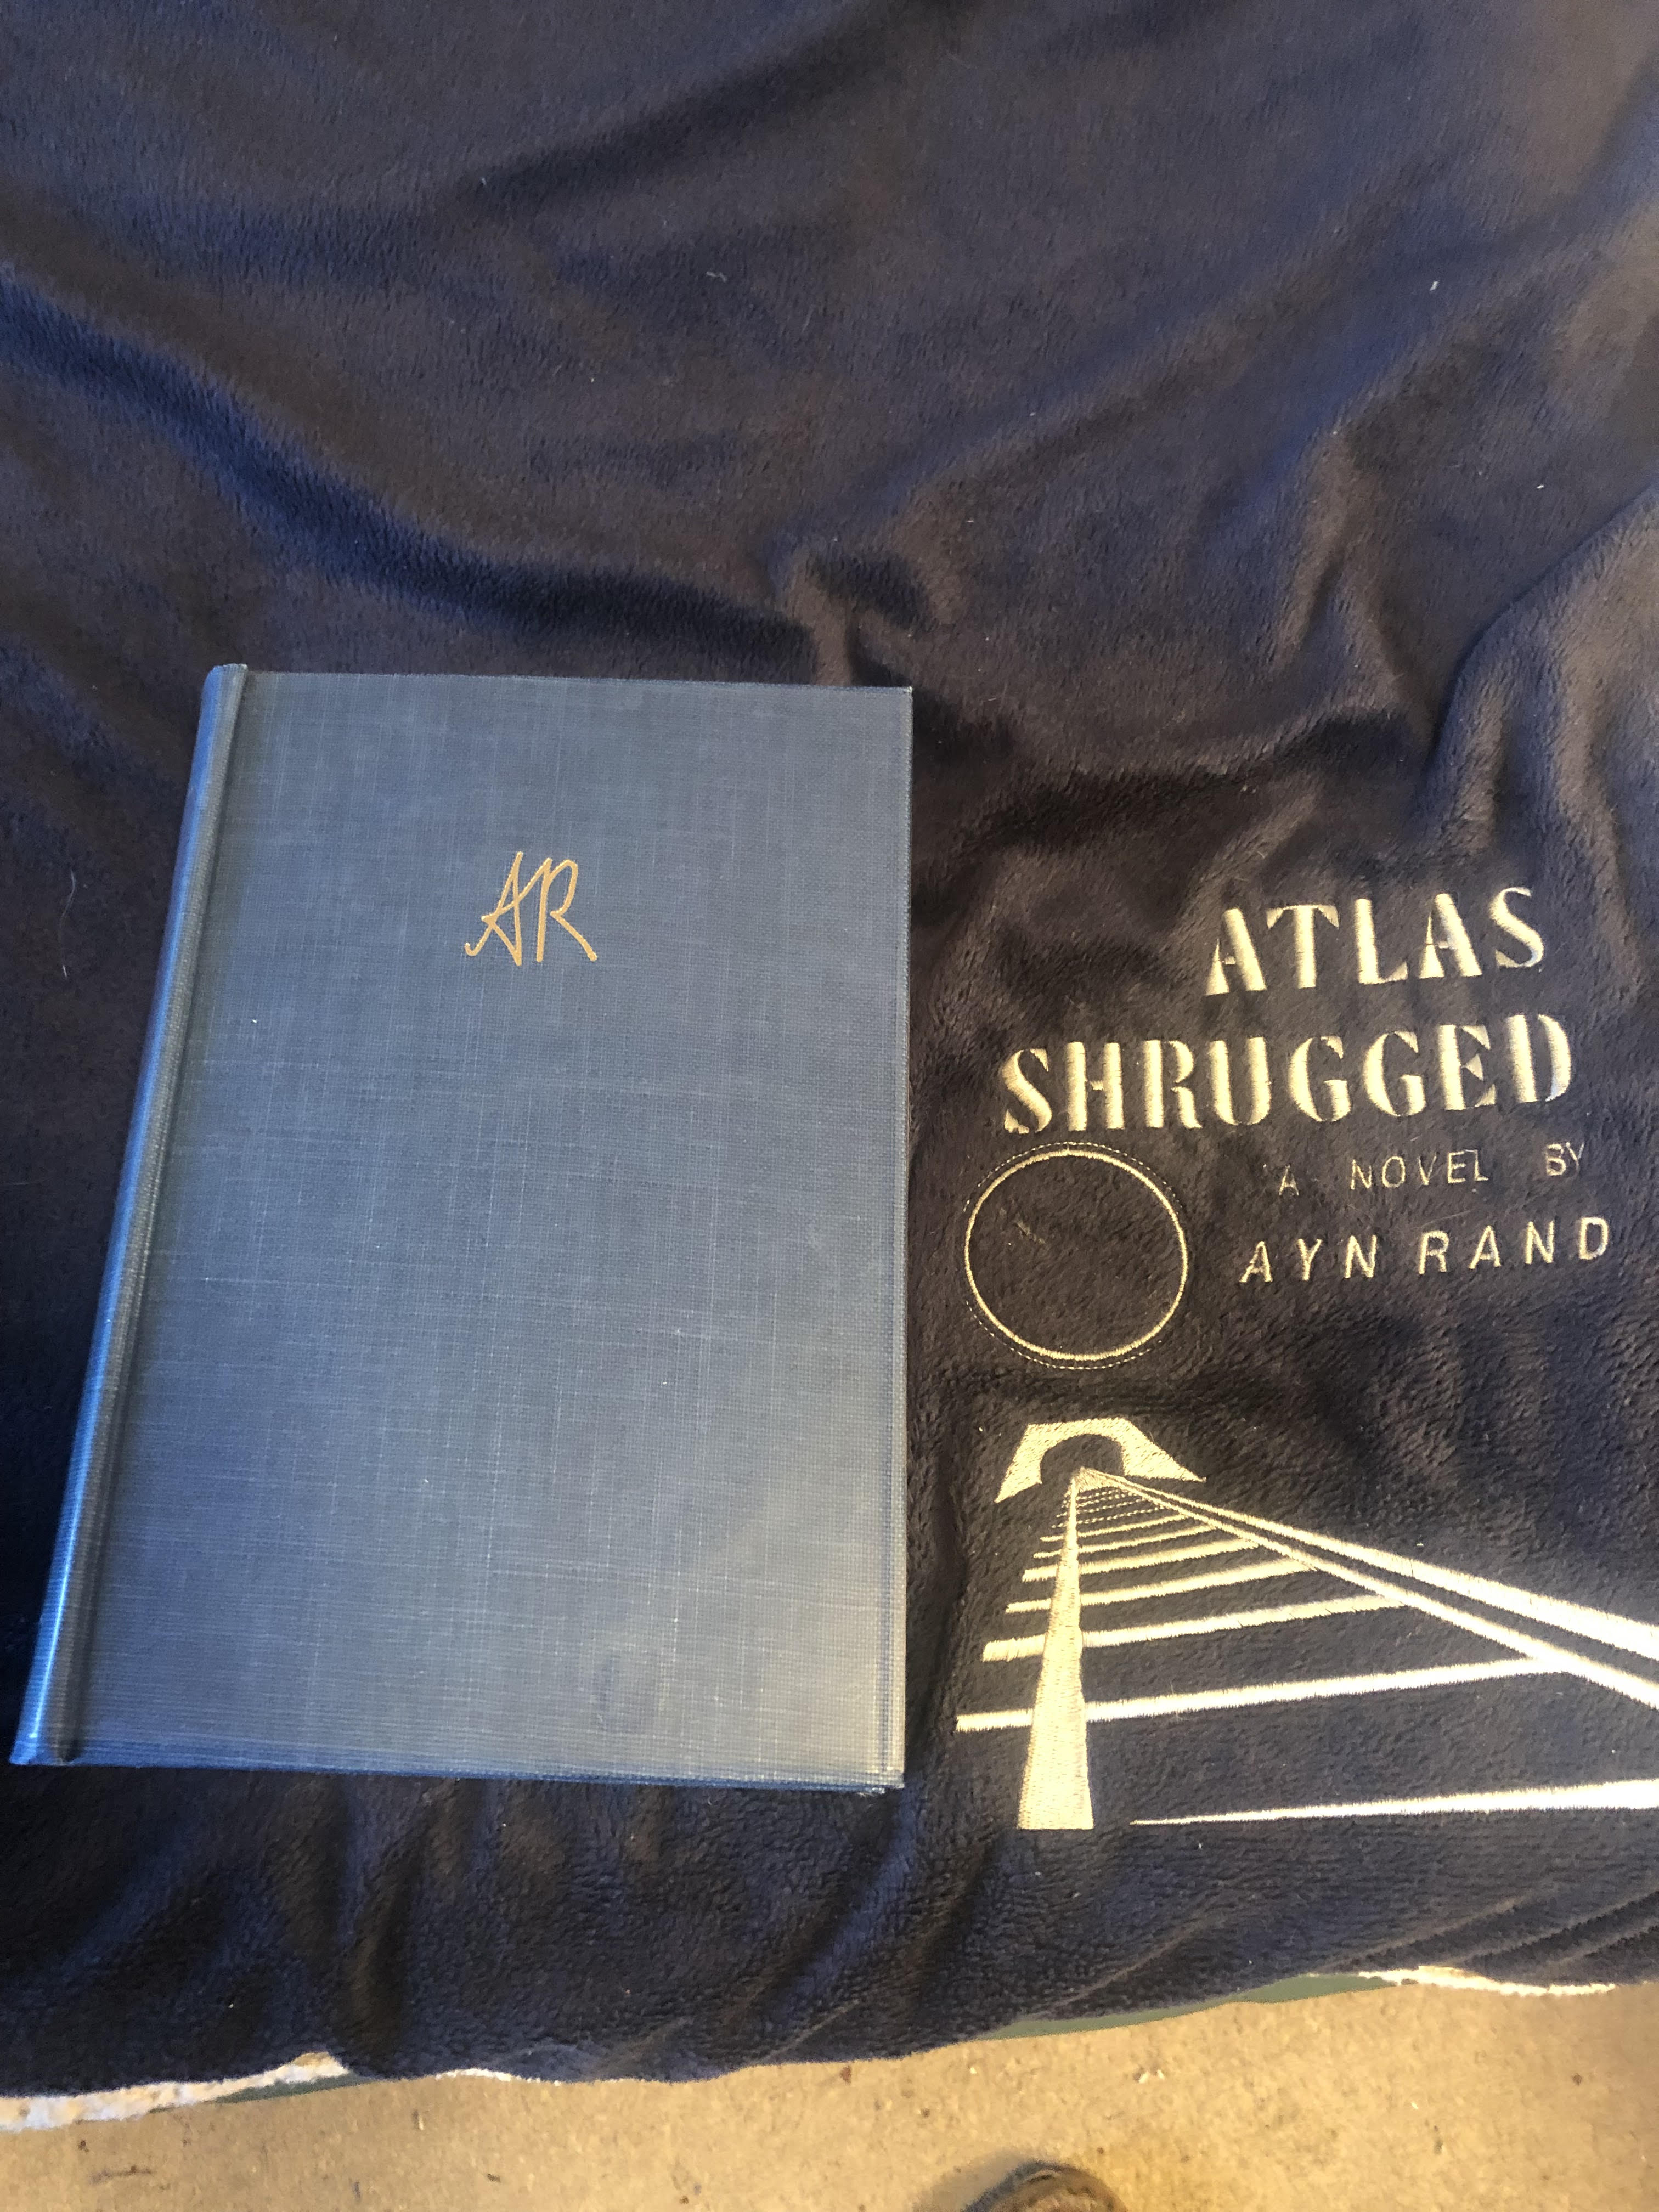 AR
ATLAS
SHRUGGED
A NOVEL BY
AYN RAND